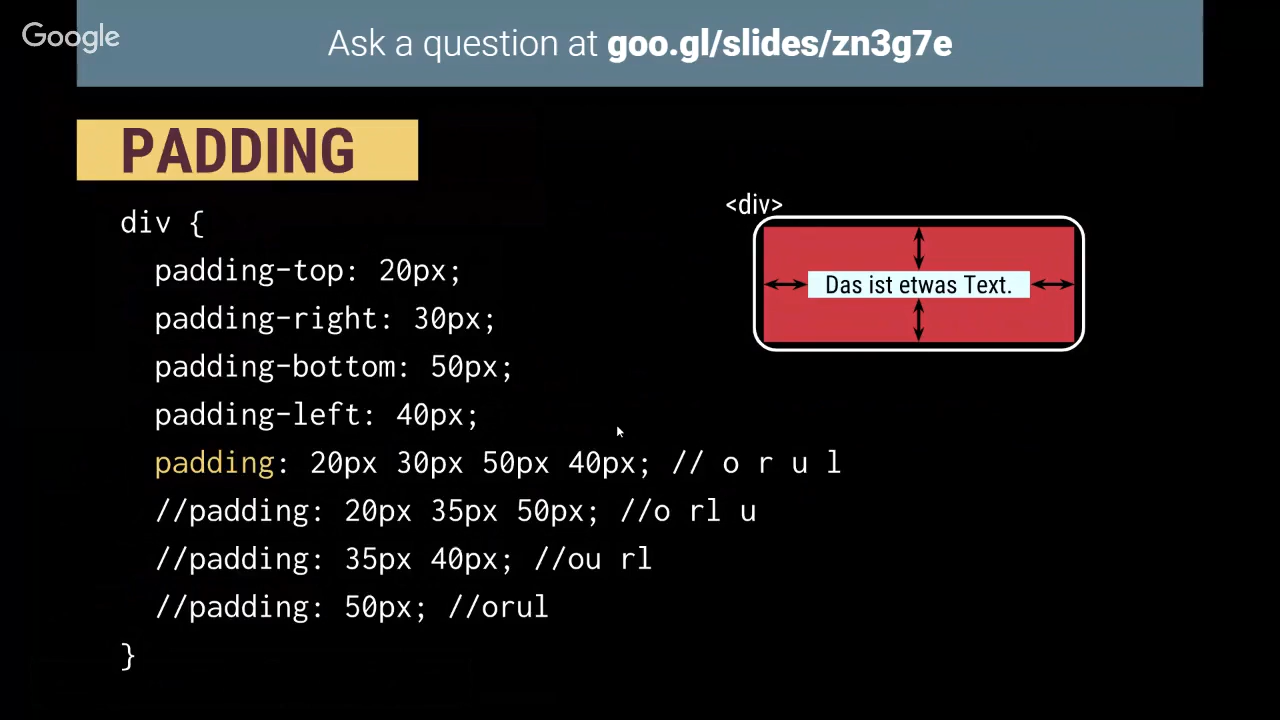 Google
Ask a question at goo.gl/slides/zn3g7e
PADDING
div {
padding-top: 20px;
padding-right: 30px;
padding-bottom: 50px;
padding-left: 40px;
padding: 20px 30px 50px 40px; // o r u l
//padding: 20px 35px 50px; //o rl u
//padding: 35px 40px; //ou rl
//padding: 50px; //orul
}
<div>
Das ist etwas Text.